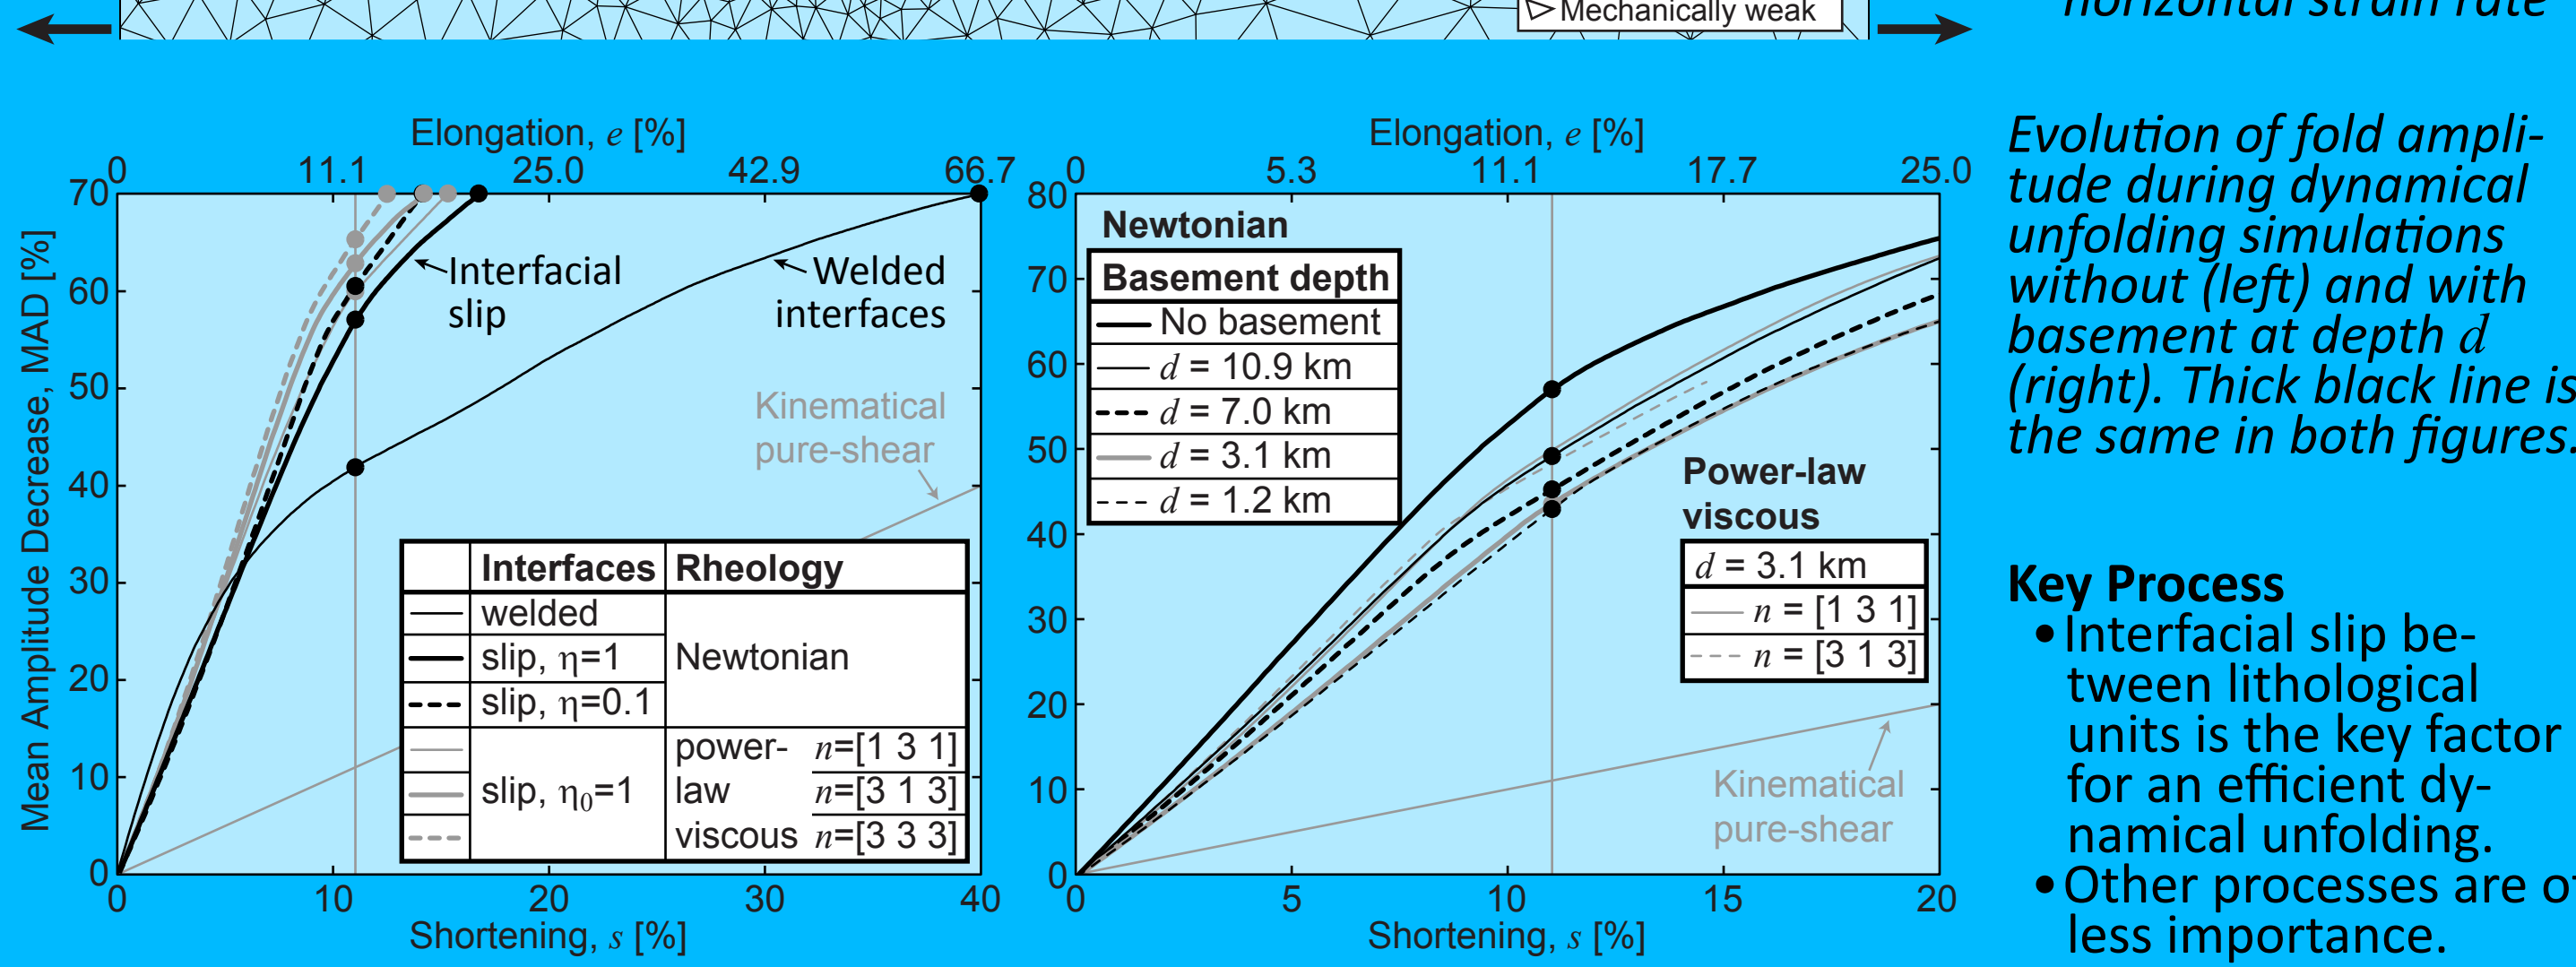 Mechanically weak
horizontal strain rate
Elongation, e [%]
0 11.1 25.0 42.9 66.7
70
60
50
40
30
20
10
0
Mean Amplitude Decrease, MAD [%]
Interfacial
slip
Welded
interfaces
Kinematical
pure-shear
Interfaces Rheology
welded
slip, η=1 Newtonian
slip, η=0.1
power- n=[1 3 1]
slip, η₀=1 law n=[3 1 3]
viscous n=[3 3 3]
0 10 20 30 40
Shortening, s [%]
Elongation, e [%]
0 5.3 11.1 17.7 25.0
80
70
60
50
40
30
20
10
0
Newtonian
Basement depth
No basement
d = 10.9 km
d = 7.0 km
d = 3.1 km
d = 1.2 km
Power-law
viscous
d = 3.1 km
n = [1 3 1]
n = [3 1 3]
Kinematical
pure-shear
0 5 10 15 20
Shortening, s [%]
Evolution of fold ampli-
tude during dynamical
unfolding simulations
without (left) and with
basement at depth d
(right). Thick black line is
the same in both figures.
Key Process
•Interfacial slip be-
tween lithological
units is the key factor
for an efficient dy-
namical unfolding.
•Other processes are of
less importance.